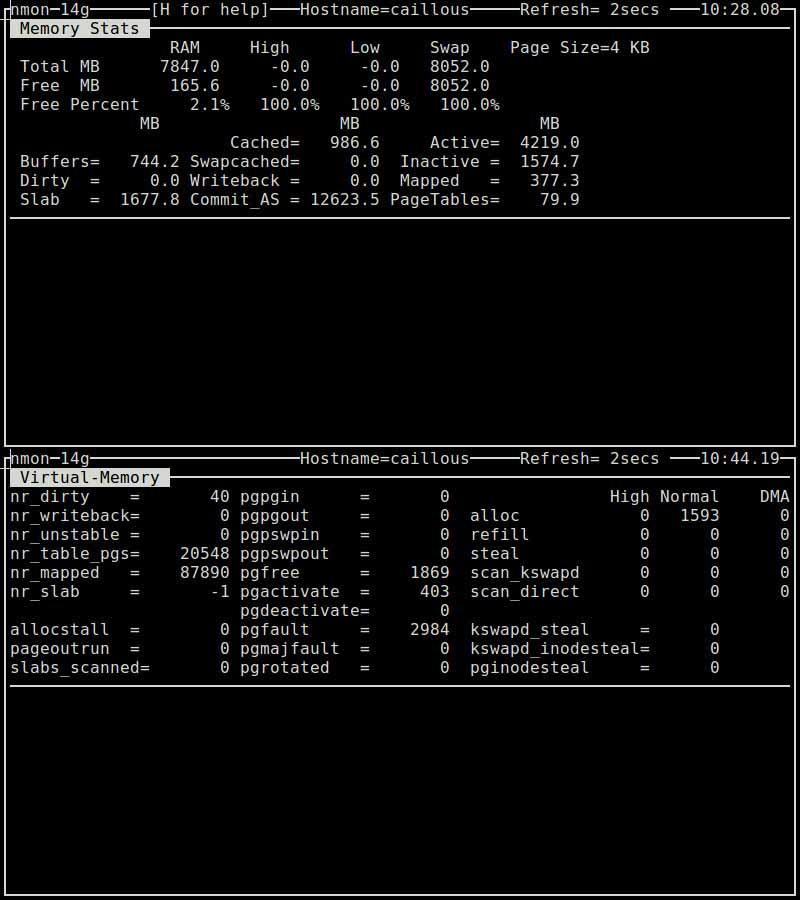 nmon-14g [H for help] Hostname=caillous Refresh= 2secs 10:28.08
Memory Stats
RAM High Low Swap Page Size=4 KB
Total MB 7847.0 -0.0 -0.0 8052.0
Free MB 165.6 -0.0 -0.0 8052.0
Free Percent 2.1% 100.0% 100.0% 100.0%
MB MB MB
Cached= 986.6 Active= 4219.0
Buffers= 744.2 Swapcached= 0.0 Inactive = 1574.7
Dirty = 0.0 Writeback = 0.0 Mapped = 377.3
Slab = 1677.8 Commit_AS = 12623.5 PageTables= 79.9
nmon-14g Hostname=caillous Refresh= 2secs 10:44.19
Virtual-Memory
nr_dirty = 40 pgpgin = 0 High Normal DMA
nr_writeback= 0 pgpgout = 0 alloc 0 1593 0
nr_unstable = 0 pgpswpin = 0 refill 0 0 0
nr_table_pgs= 20548 pgpswpout = 0 steal 0 0 0
nr_mapped = 87890 pgfree = 1869 scan_kswapd 0 0 0
nr_slab = -1 pgactivate = 403 scan_direct 0 0 0
pgdeactivate= 0
allocstall = 0 pgfault = 2984 kswapd_steal = 0
pageoutrun = 0 pgmajfault = 0 kswapd_inodesteal= 0
slabs_scanned= 0 pgrotated = 0 pginodesteal = 0